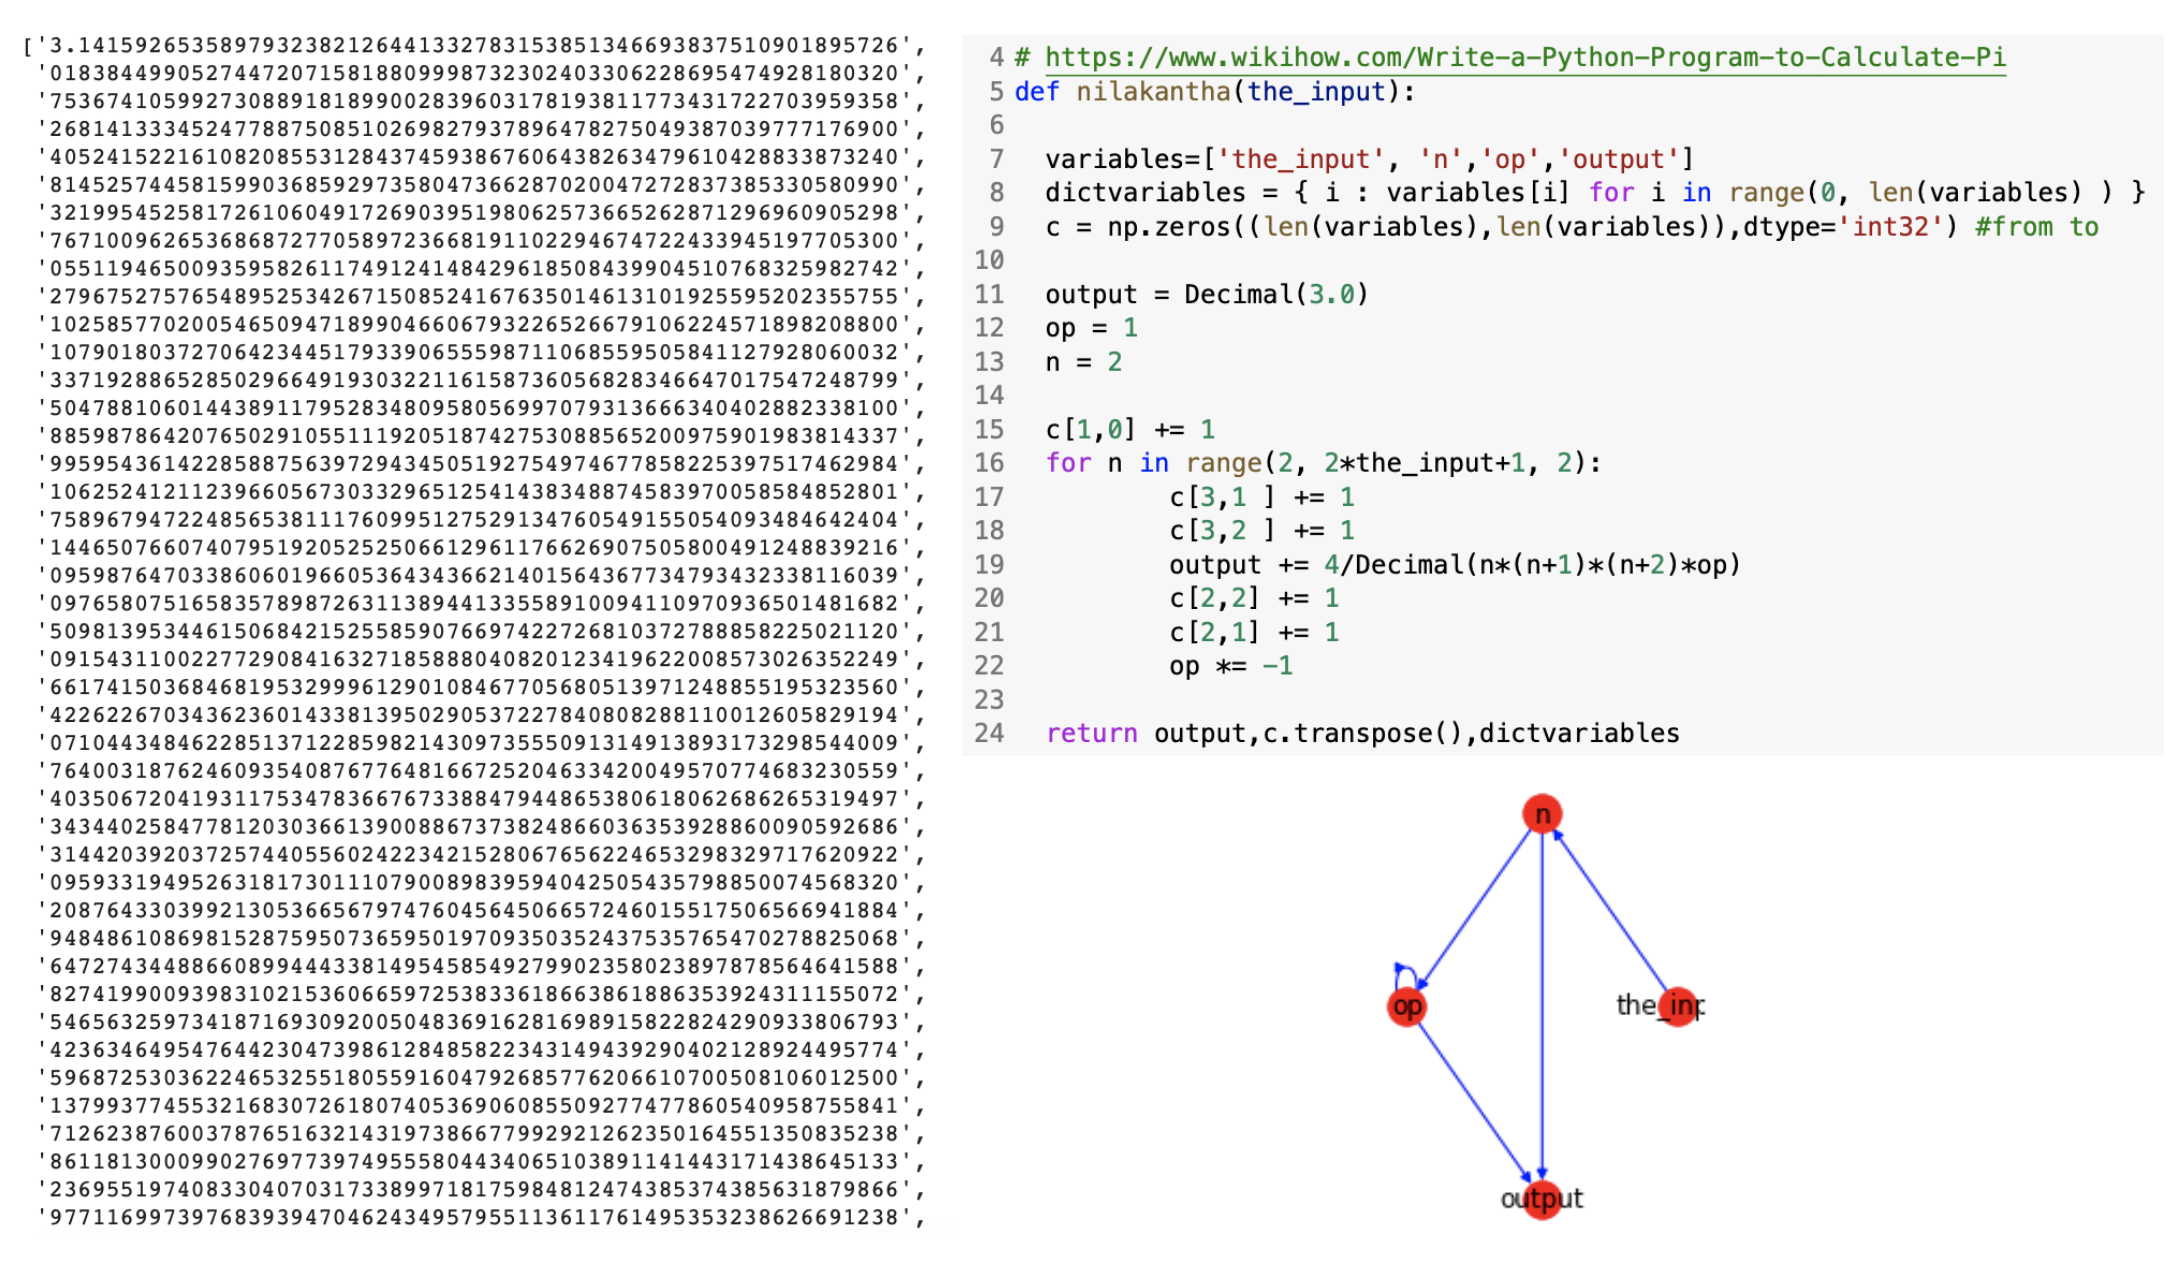 ['3.1415926535897932382126441332783153851346693837510901895726',
'018384499052744720715818809998732302403306228695474928180320',
'753674105992730889181899002839603178193811773431722703959358',
'268141333452477887508510269827937896478275049387039777176900',
'405241522161082085531284374593867606438263479610428833873240',
'814525744581599036859297358047366287020047272837385330580990',
'321995452581726106049172690395198062573665262871296960905298',
'767100962653686872770589723668191102294674722433945197705300',
'055119465009359582611749124148429618508439904510768325982742',
'279675275765489525342671508524167635014613101925595202355755',
'102585770200546509471899046606793226526679106224571898208800',
'107901803727064234451793390655598711068559505841127928060032',
'337192886528502966491930322116158736056828346647017547248799',
'504788106014438911795283480958056997079313666340402882338100',
'885987864207650291055111920518742753088565200975901983814337',
'995954361422858875639729434505192754974677858225397517462984',
'106252412112396605673033296512541438348874583970058584852801',
'758967947224856538111760995127529134760549155054093484642404',
'144650766074079519205252506612961176626907505800491248839216',
'095987647033860601966053643436621401564367734793432338116039',
'097658075165835789872631138944133558910094110970936501481682',
'509813953446150684215255859076697422726810372788858225021120',
'091543110022772908416327185888040820123419622008573026352249',
'661741503684681953299961290108467705680513971248855195323560',
'422622670343623601433813950290537227840808288110012605829194',
'071044348462285137122859821430973555091314913893173298544009',
'764003187624609354087677648166725204633420049570774683230559',
'403506720419311753478366767338847944865380618062686265319497',
'343440258477812030366139008867373824866036353928860090592686',
'314420392037257440556024223421528067656224653298329717620922',
'095933194952631817301110790089839594042505435798850074568320',
'208764330399213053665679747604564506657246015517506566941884',
'948486108698152875950736595019709350352437535765470278825068',
'647274344886608994443381495458549279902358023897878564641588',
'827419900939831021536066597253833618663861886353924311155072',
'546563259734187169309200504836916281698915822824290933806793',
'423634649547644230473986128485822343149439290402128924495774',
'596872530362246532551805591604792685776206610700508106012500',
'137993774553216830726180740536906085509277477860540958755841',
'712623876003787651632143197386677992921262350164551350835238',
'861181300099027697739749555804434065103891141443171438645133',
'236955197408330407031733899718175984812474385374385631879866',
'977116997397683939470462434957955113611761495353238626691238',
4 # https://www.wikihow.com/Write-a-Python-Program-to-Calculate-Pi
5 def nilakantha(the_input):
6
7   variables=['the_input', 'n','op','output']
8   dictvariables = { i : variables[i] for i in range(0, len(variables) ) }
9   c = np.zeros((len(variables),len(variables)),dtype='int32') #from to
10
11   output = Decimal(3.0)
12   op = 1
13   n = 2
14
15   c[1,0] += 1
16   for n in range(2, 2*the_input+1, 2):
17           c[3,1 ] += 1
18           c[3,2 ] += 1
19           output += 4/Decimal(n*(n+1)*(n+2)*op)
20           c[2,2] += 1
21           c[2,1] += 1
22           op *= -1
23
24   return output,c.transpose(),dictvariables
n
op
the_inp
output